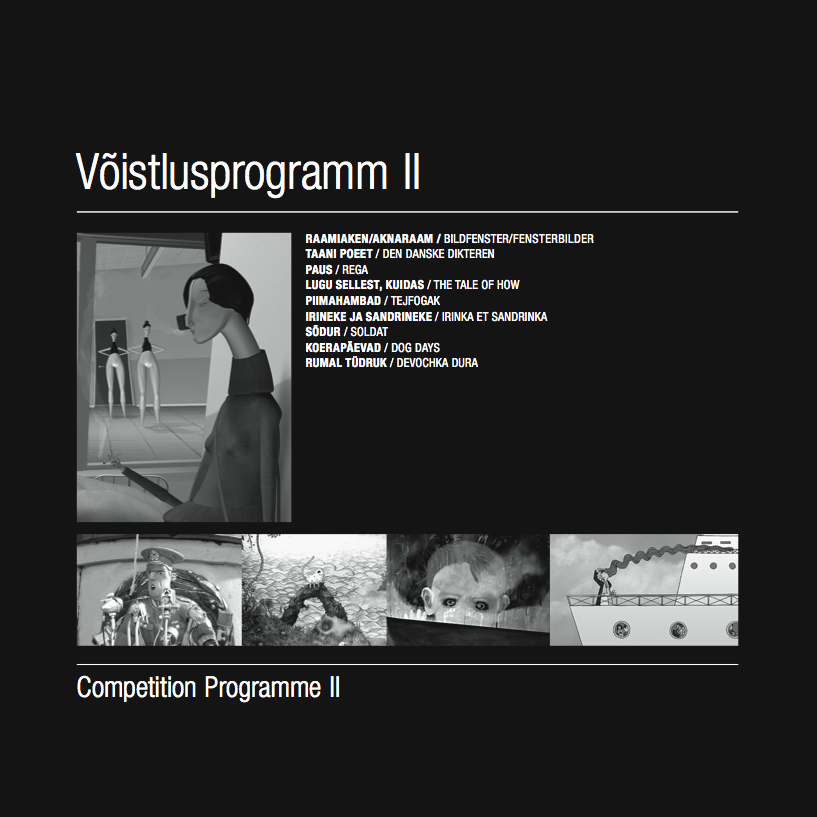 Võistlusprogramm II
RAAMIAKEN/AKNARAAM / BILDFENSTER/FENSTERBILDER
TAANI POEET / DEN DANSKE DIKTEREN
PAUS / REGA
LUGU SELLEST, KUIDAS / THE TALE OF HOW
PIIMAHAMBAD / TEJFOGAK
IRINEKE JA SANDRINEKE / IRINKA ET SANDRINKA
SÕDUR / SOLDAT
KOERAPÄEVAD / DOG DAYS
RUMAL TÜDRUK / DEVOCHKA DURA
Competition Programme II